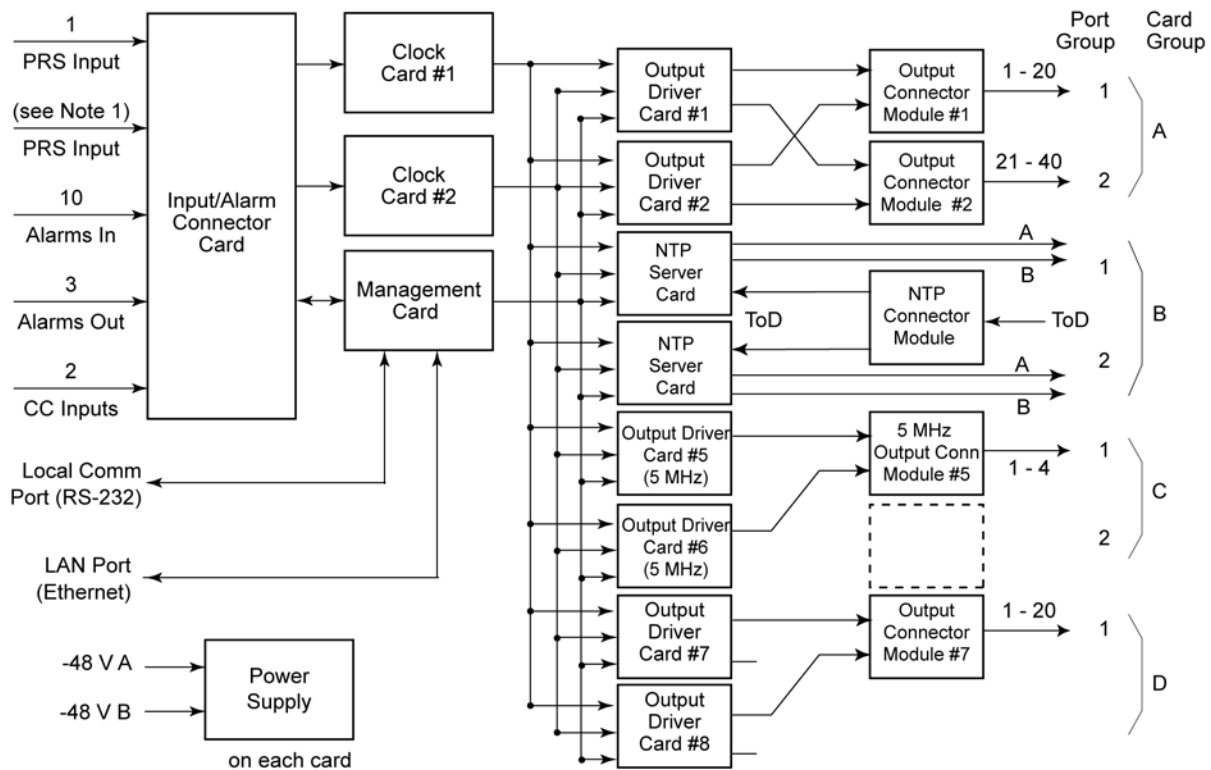 1
PRS Input
(see Note 1)
PRS Input
10
Alarms In
3
Alarms Out
2
CC Inputs
Input/Alarm
Connector
Card
Clock
Card #1
Clock
Card #2
Management
Card
Local Comm
Port (RS-232)
LAN Port
(Ethernet)
-48 V A
-48 V B
Power
Supply
on each card
Output
Driver
Card #1
Output
Driver
Card #2
NTP
Server
Card
NTP
Server
Card
Output Driver
Card #5
(5 MHz)
Output Driver
Card #6
(5 MHz)
Output
Driver
Card #7
Output
Driver
Card #8
Output
Connector
Module #1
Output
Connector
Module #2
A
B
ToD
NTP
Connector
Module
ToD
A
B
5 MHz
Output Conn
Module #5
Output
Connector
Module #7
1 - 20
21 - 40
1 - 4
1 - 20
Port
Group
1
2
1
2
1
2
1
Card
Group
A
B
C
D